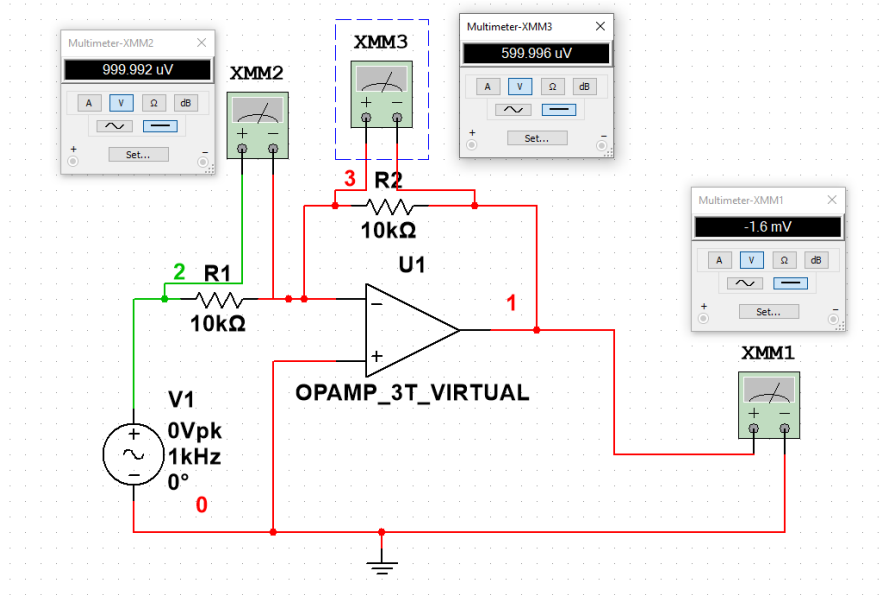 Multimeter-XMM2
999.992 uV
A V Ω dB
+ Set... -
XMM2
+ -
XMM3
+ -
Multimeter-XMM3
599.996 uV
A V Ω dB
+ Set... -
3
R2
10kΩ
2
R1
10kΩ
U1
-
+
OPAMP_3T_VIRTUAL
1
Multimeter-XMM1
-1.6 mV
A V Ω dB
+ Set... -
XMM1
+ -
V1
+
-
0Vpk
1kHz
0°
0